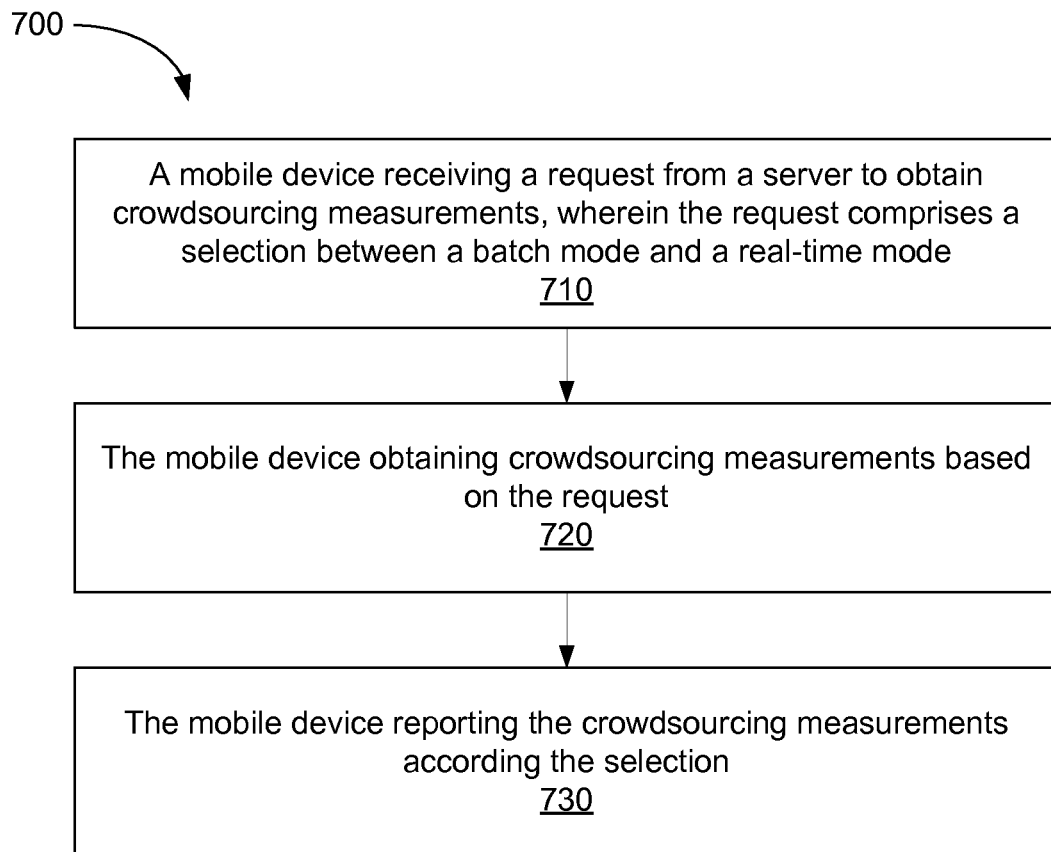 700
A mobile device receiving a request from a server to obtain
crowdsourcing measurements, wherein the request comprises a
selection between a batch mode and a real-time mode
710
The mobile device obtaining crowdsourcing measurements based
on the request
720
The mobile device reporting the crowdsourcing measurements
according the selection
730